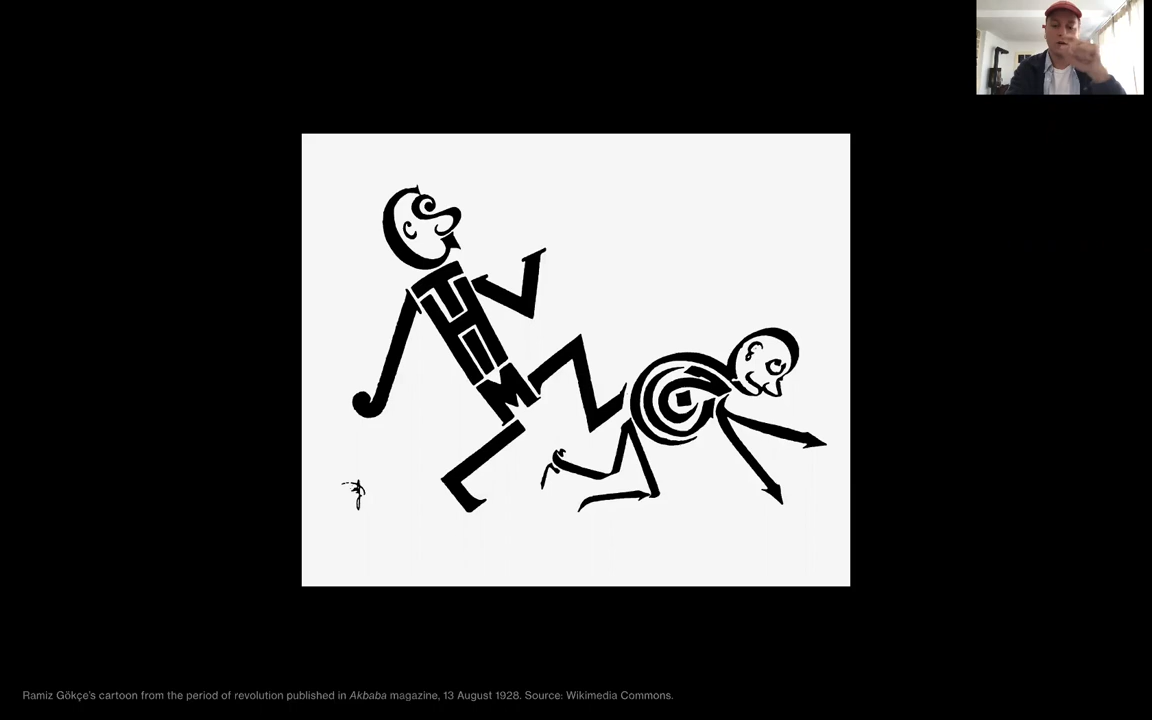 Ramiz Gökçe's cartoon from the period of revolution published in Akbaba magazine, 13 August 1928. Source: Wikimedia Commons.